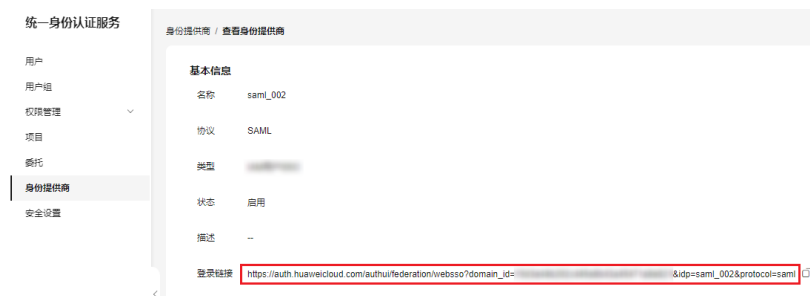 统一身份认证服务
用户
用户组
权限管理
项目
委托
身份提供商
安全设置
身份提供商 / 查看身份提供商
基本信息
名称 saml_002
协议 SAML
类型
状态 启用
描述 --
登录链接 https://auth.huaweicloud.com/authui/federation/websso?domain_id= &idp=saml_002&protocol=saml